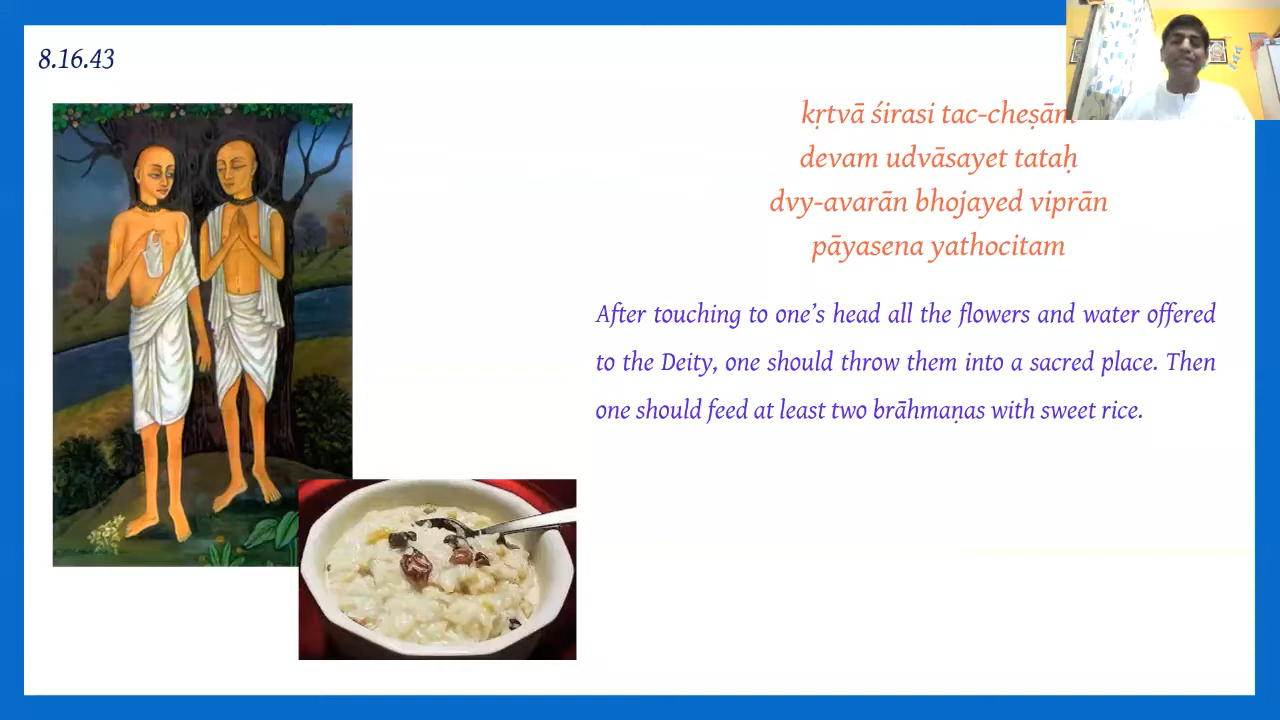 8.16.43
kṛtvā śirasi tac-cheṣāṁ
devam udvāsayet tataḥ
dvy-avarān bhojayed viprān
pāyasena yathocitam
After touching to one’s head all the flowers and water offered
to the Deity, one should throw them into a sacred place. Then
one should feed at least two brāhmaṇas with sweet rice.